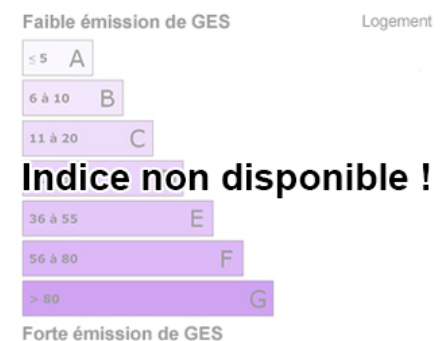 Faible émission de GES
Logement
≤ 5 A
6 à 10 B
11 à 20 C
Indice non disponible !
36 à 55 E
56 à 80 F
> 80 G
Forte émission de GES